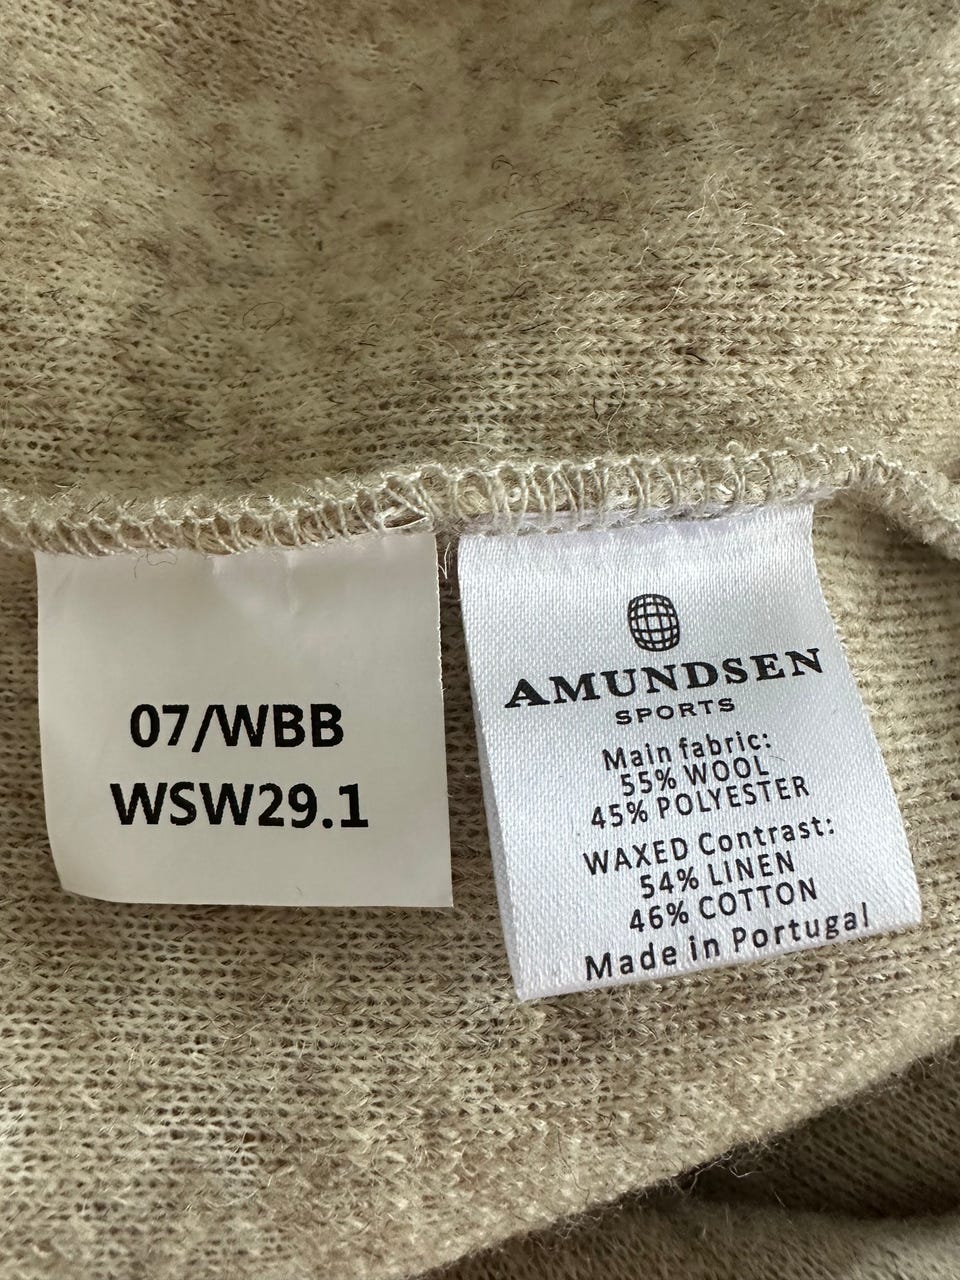 07/WBB
WSW29.1
AMUNDSEN
SPORTS
Main fabric:
55% WOOL
45% POLYESTER
WAXED Contrast:
54% LINEN
46% COTTON
Made in Portugal